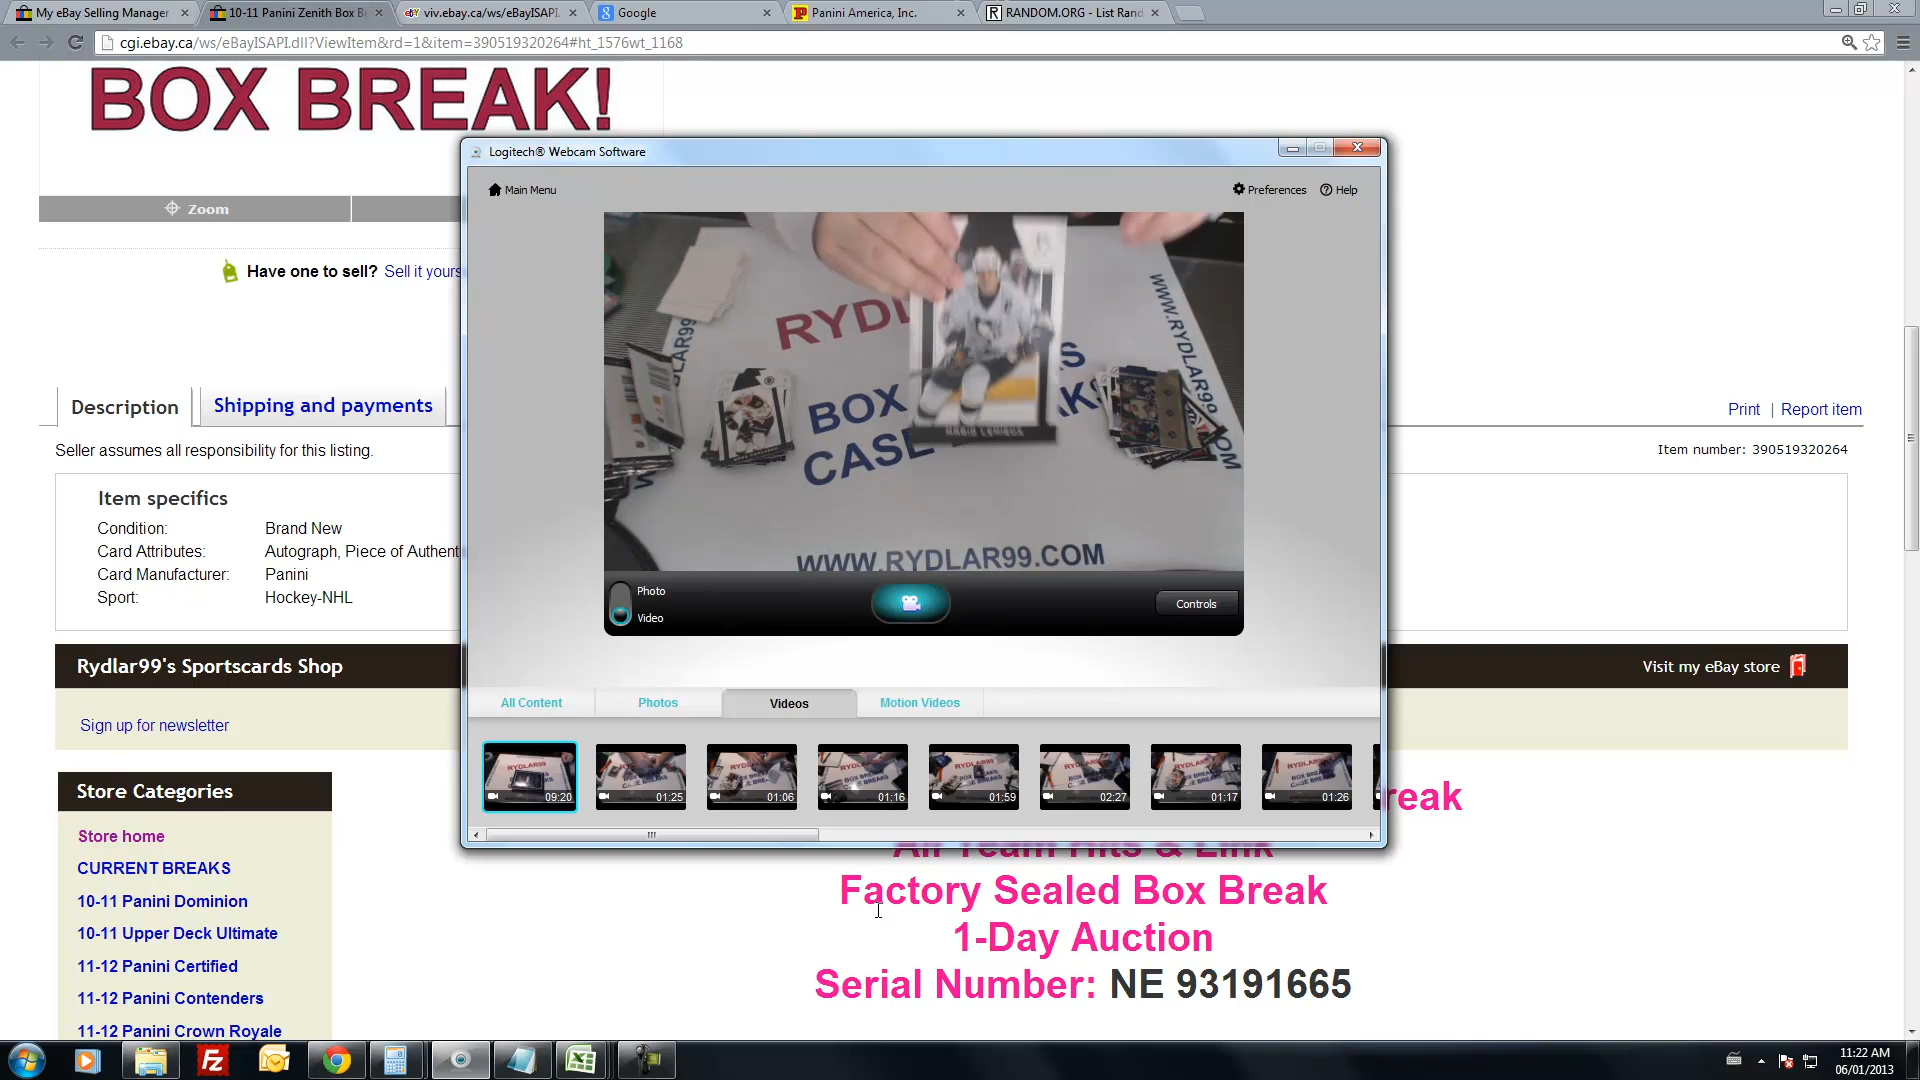 My eBay Selling Manager
10-11 Panini Zenith Box B
viv.ebay.ca/ws/eBayISAPI.
Google
Panini America, Inc.
RANDOM.ORG - List Ran
cgi.ebay.ca/ws/eBayISAPI.dll?ViewItem&rd=1&item=390519320264#ht_1576wt_1168
BOX BREAK!
Zoom
Have one to sell? Sell it yours
Description
Shipping and payments
Print | Report item
Seller assumes all responsibility for this listing.
Item number: 390519320264
Item specifics
Condition: Brand New
Card Attributes: Autograph, Piece of Authent
Card Manufacturer: Panini
Sport: Hockey-NHL
Rydlar99's Sportscards Shop
Visit my eBay store
Sign up for newsletter
Store Categories
Store home
CURRENT BREAKS
10-11 Panini Dominion
10-11 Upper Deck Ultimate
11-12 Panini Certified
11-12 Panini Contenders
11-12 Panini Crown Royale
Logitech® Webcam Software
Main Menu
Preferences
Help
RYDL
BOX
CASE
WWW.RYDLAR99.COM
Photo
Video
Controls
All Content
Photos
Videos
Motion Videos
09:20
01:25
01:06
01:16
01:59
02:27
01:17
01:26
reak
All Team Hits & Link
Factory Sealed Box Break
1-Day Auction
Serial Number: NE 93191665
11:22 AM
06/01/2013